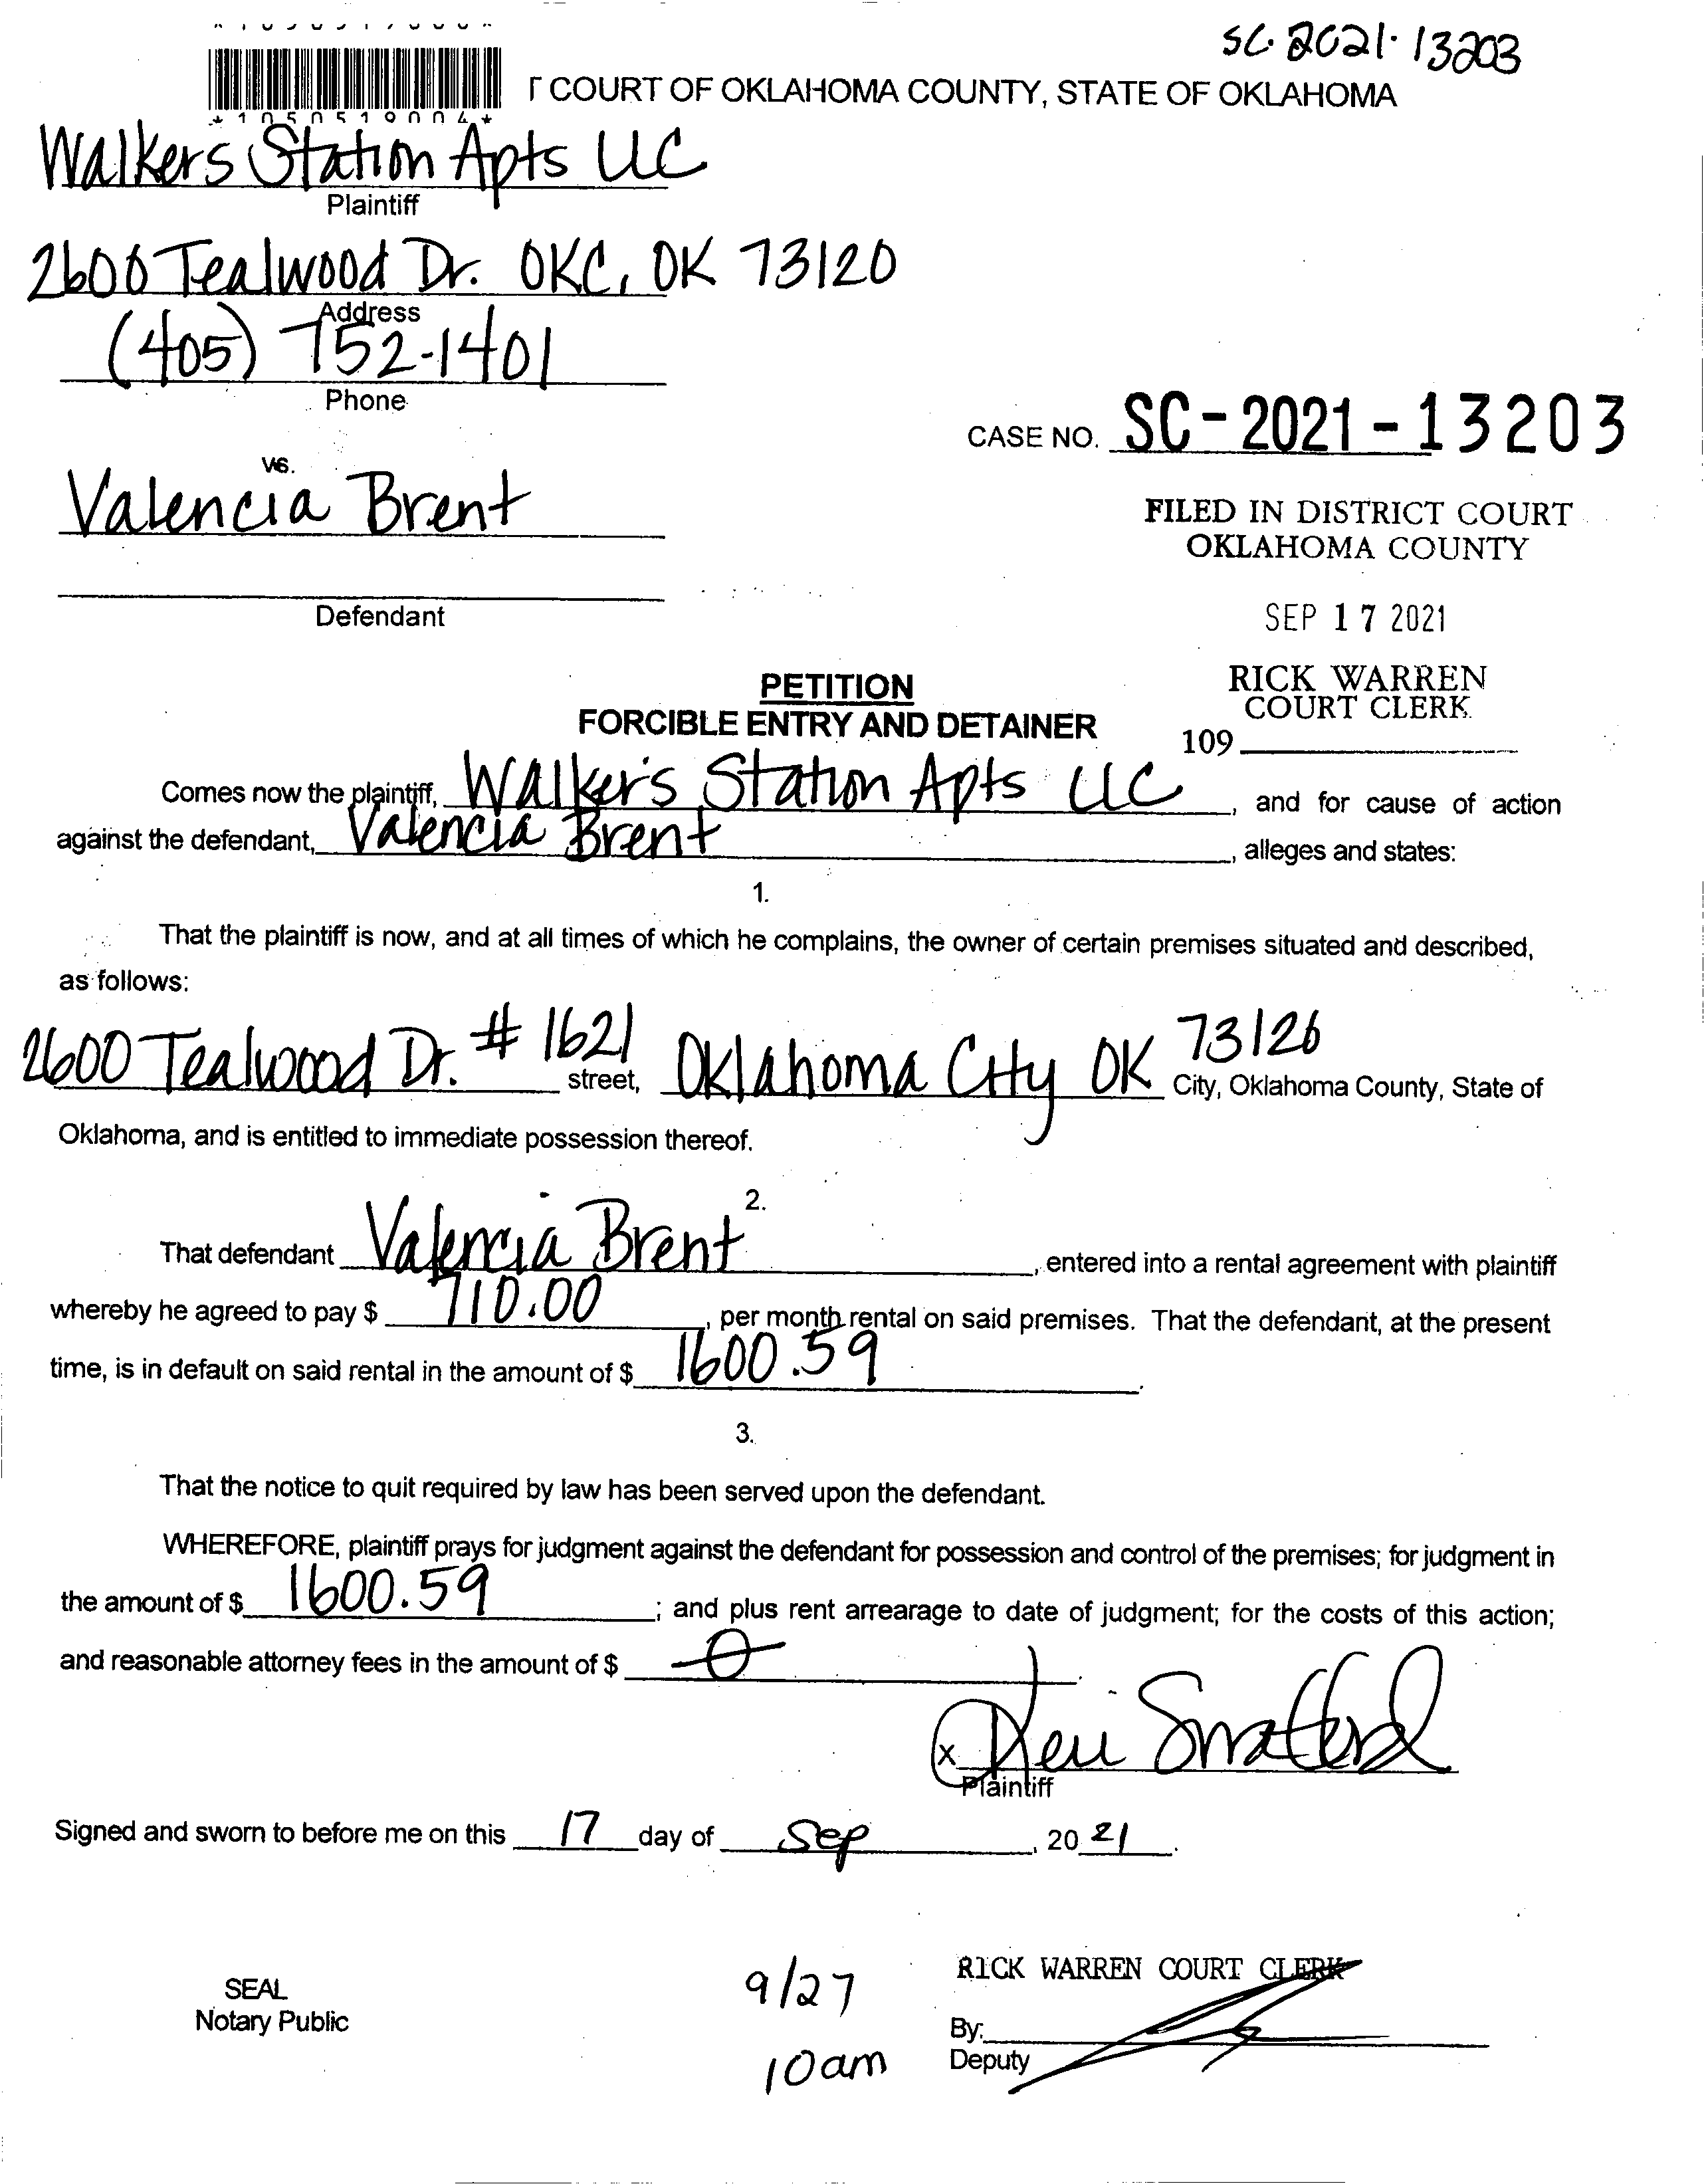 SC-2021-13203
T COURT OF OKLAHOMA COUNTY, STATE OF OKLAHOMA
*1050519004*
Walkers Station Apts LLC
Plaintiff
2600 Tealwood Dr. OKC, OK 73120
Address
(405) 752-1401
Phone
CASE NO. SC-2021-13203
vs.
Valencia Brent
FILED IN DISTRICT COURT
OKLAHOMA COUNTY
Defendant
SEP 17 2021
RICK WARREN
COURT CLERK
109
PETITION
FORCIBLE ENTRY AND DETAINER
Comes now the plaintiff, Walkers Station Apts LLC, and for cause of action
against the defendant, Valencia Brent, alleges and states:
1.
That the plaintiff is now, and at all times of which he complains, the owner of certain premises situated and described,
as follows:
2600 Tealwood Dr. # 1621 street, Oklahoma City OK 73120 City, Oklahoma County, State of
Oklahoma, and is entitled to immediate possession thereof.
2.
That defendant Valencia Brent, entered into a rental agreement with plaintiff
whereby he agreed to pay $ 710.00, per month rental on said premises. That the defendant, at the present
time, is in default on said rental in the amount of $ 1600.59.
3.
That the notice to quit required by law has been served upon the defendant.
WHEREFORE, plaintiff prays for judgment against the defendant for possession and control of the premises; for judgment in
the amount of $ 1600.59; and plus rent arrearage to date of judgment; for the costs of this action;
and reasonable attorney fees in the amount of $ 0.
x
Plaintiff
Signed and sworn to before me on this 17 day of Sep, 2021.
SEAL
Notary Public
9/27
10am
RICK WARREN COURT CLERK
By:
Deputy